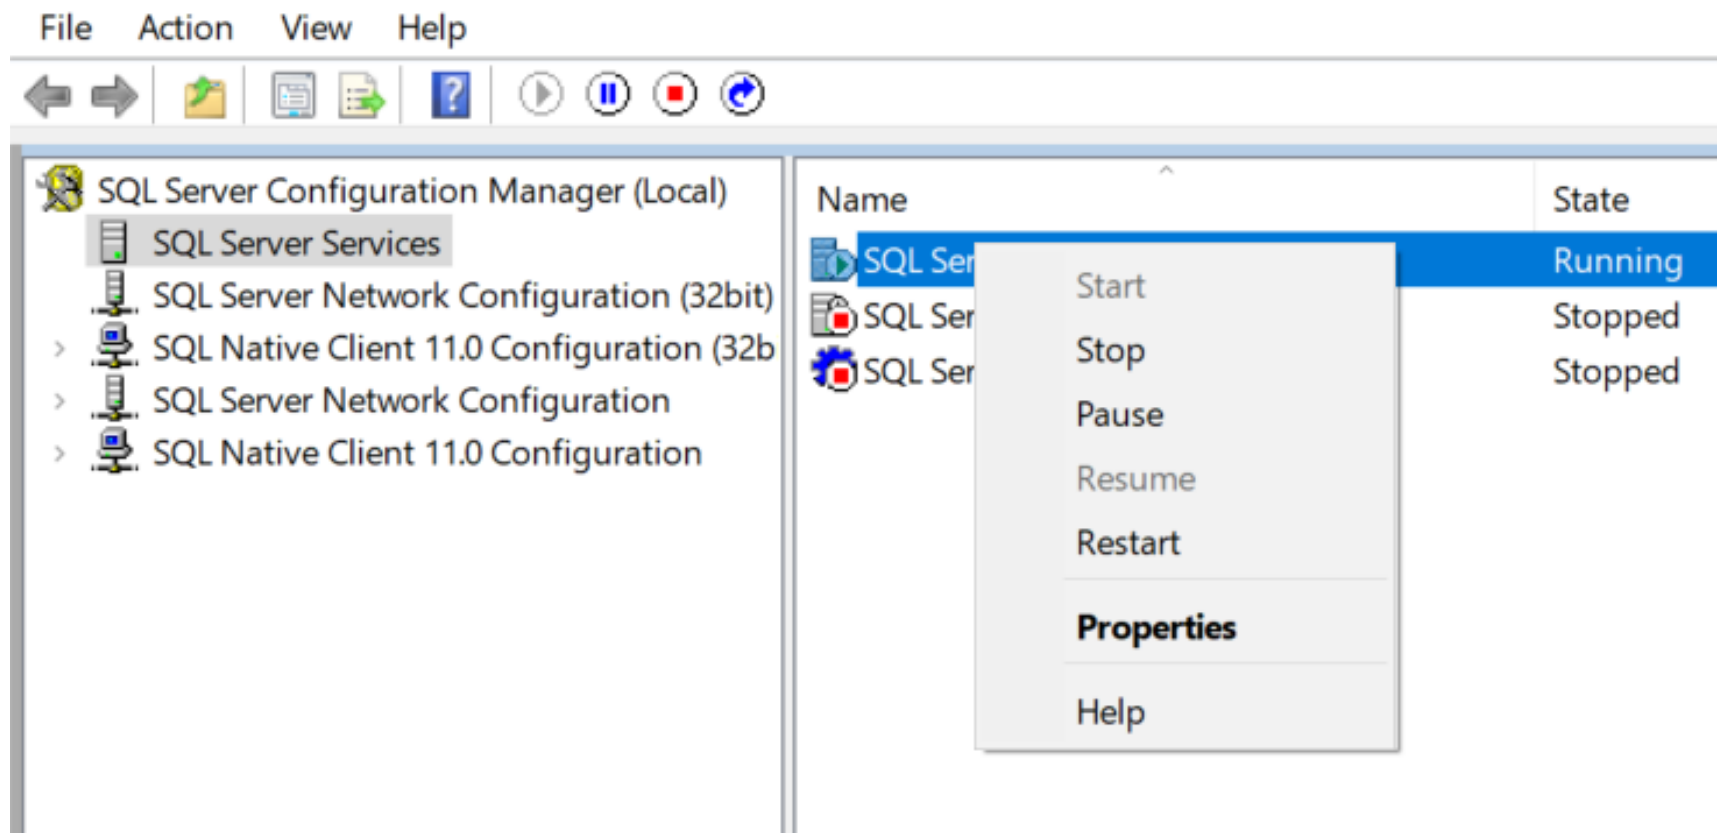 File Action View Help
SQL Server Configuration Manager (Local)
SQL Server Services
SQL Server Network Configuration (32bit)
SQL Native Client 11.0 Configuration (32b
SQL Server Network Configuration
SQL Native Client 11.0 Configuration
Name State
SQL Ser Running
SQL Ser Stopped
SQL Ser Stopped
Start
Stop
Pause
Resume
Restart
Properties
Help